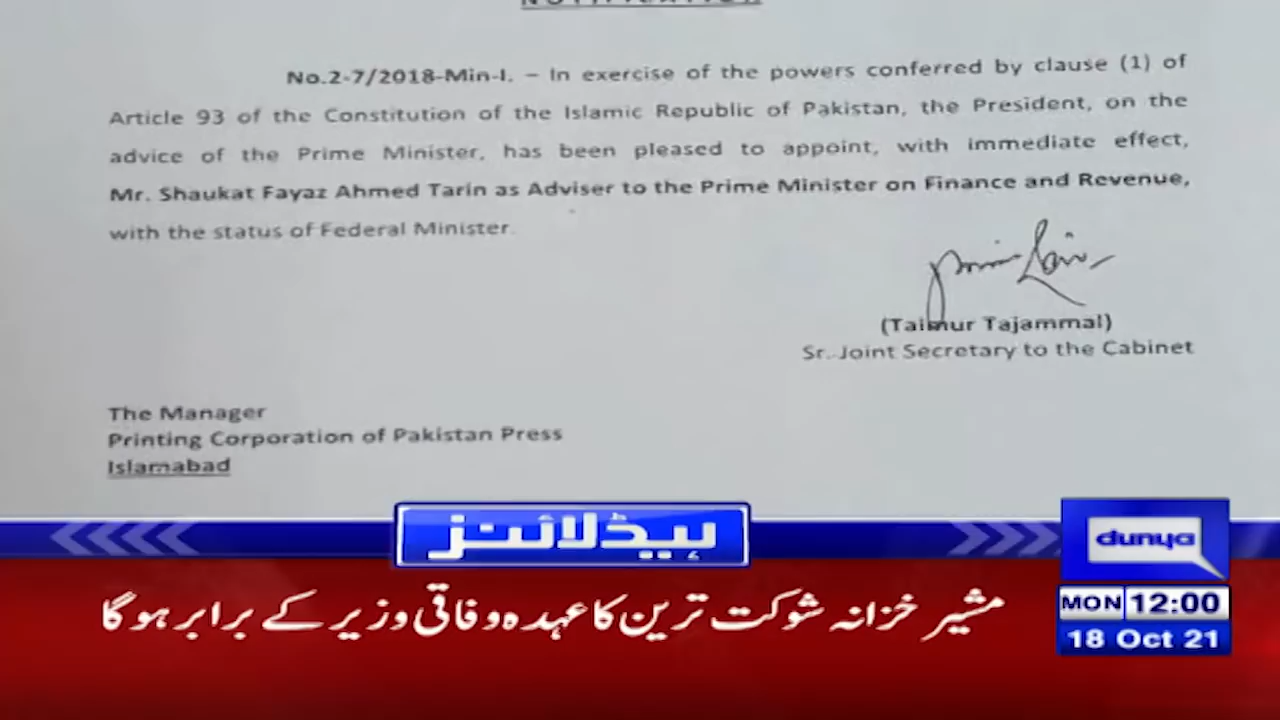 No.2-7/2018-Min-I. – In exercise of the powers conferred by clause (1) of
Article 93 of the Constitution of the Islamic Republic of Pakistan, the President, on the
advice of the Prime Minister, has been pleased to appoint, with immediate effect,
Mr. Shaukat Fayaz Ahmed Tarin as Adviser to the Prime Minister on Finance and Revenue,
with the status of Federal Minister.
(Taimur Tajammal)
Sr. Joint Secretary to the Cabinet
The Manager
Printing Corporation of Pakistan Press
Islamabad
ہیڈلائنز
dunya
مشیر خزانہ شوکت ترین کا عہدہ وفاقی وزیر کے برابر ہوگا
MON 12:00
18 Oct 21